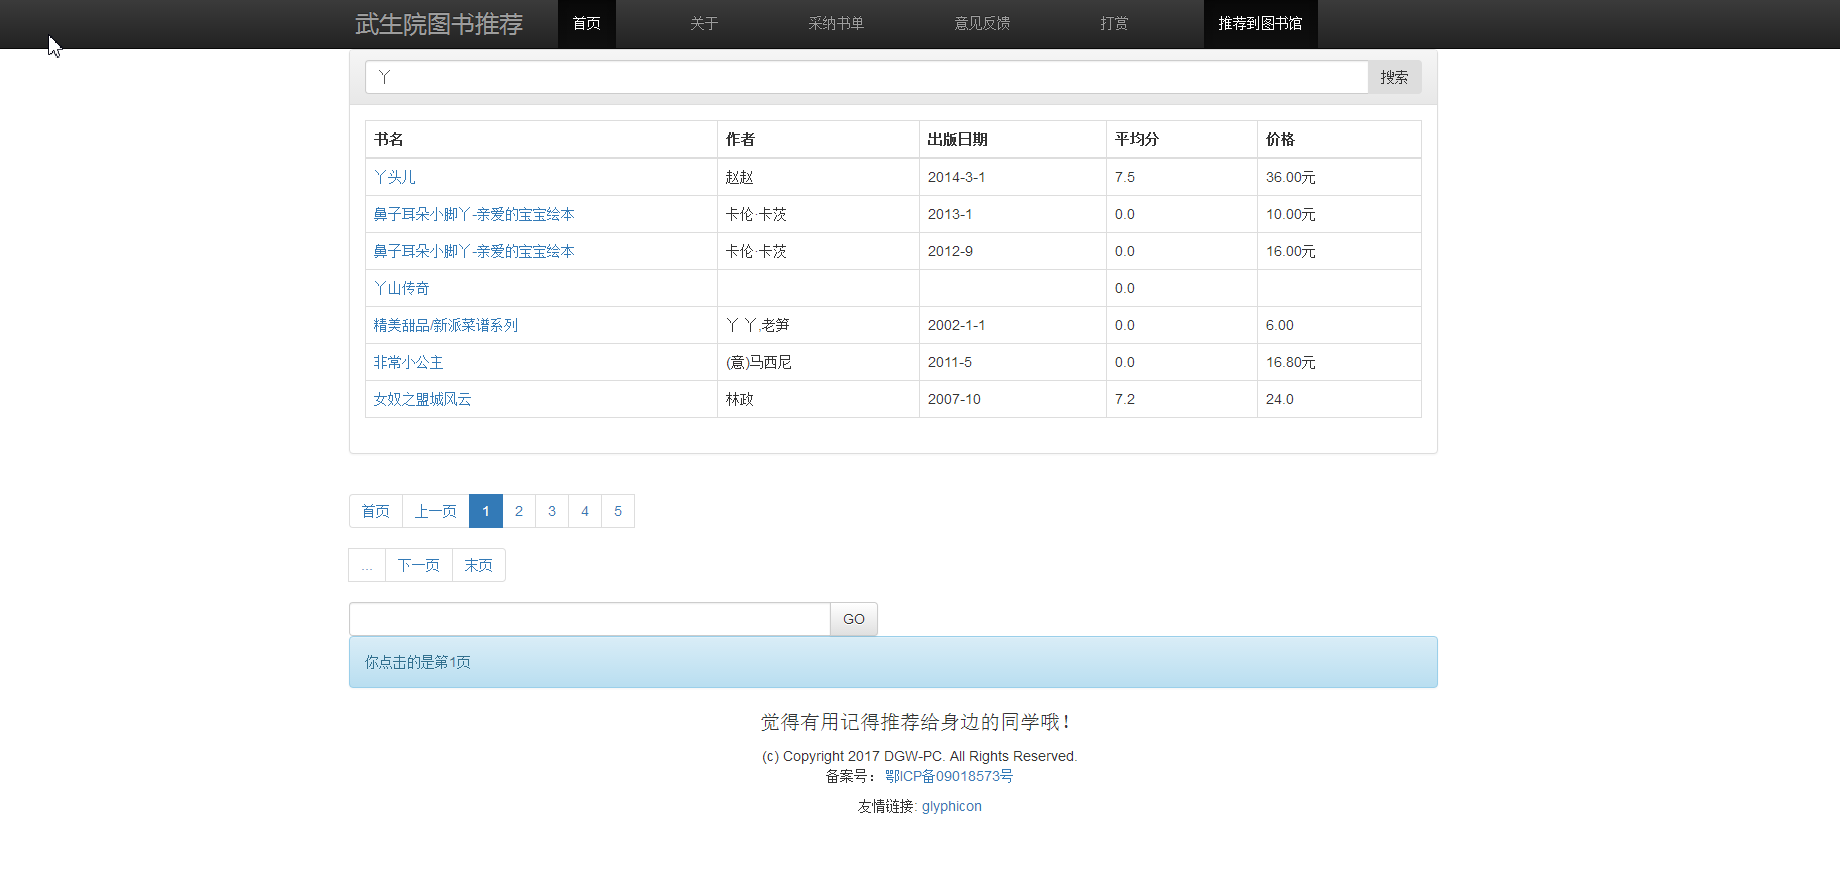 武生院图书推荐 首页 关于 采纳书单 意见反馈 打赏 推荐到图书馆
丫 搜索
书名 作者 出版日期 平均分 价格
丫头儿 赵赵 2014-3-1 7.5 36.00元
鼻子耳朵小脚丫-亲爱的宝宝绘本 卡伦·卡茨 2013-1 0.0 10.00元
鼻子耳朵小脚丫-亲爱的宝宝绘本 卡伦·卡茨 2012-9 0.0 16.00元
丫山传奇 0.0
精美甜品/新派菜谱系列 丫 丫,老笋 2002-1-1 0.0 6.00
非常小公主 (意)马西尼 2011-5 0.0 16.80元
女奴之盟城风云 林政 2007-10 7.2 24.0
首页 上一页 1 2 3 4 5
... 下一页 末页
GO
你点击的是第1页
觉得有用记得推荐给身边的同学哦！
(c) Copyright 2017 DGW-PC. All Rights Reserved.
备案号：鄂ICP备09018573号
友情链接: glyphicon